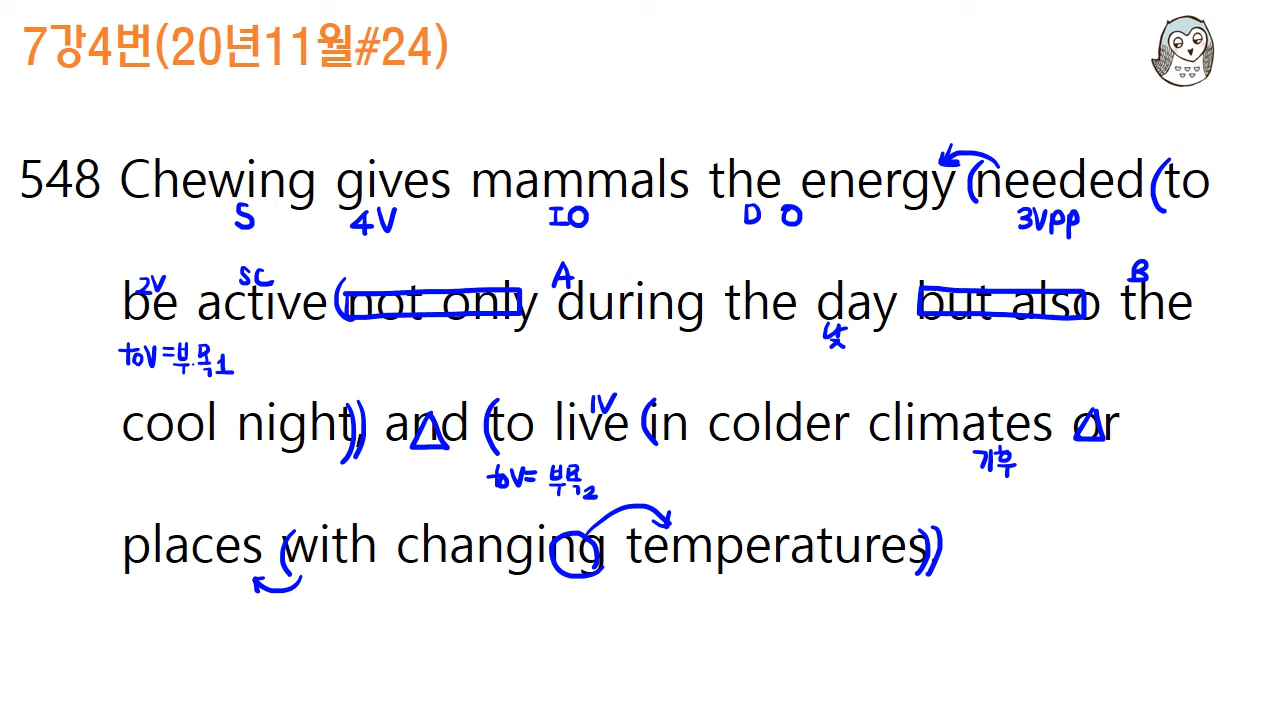 7강4번(20년11월#24)
548 Chewing gives mammals the energy (needed (to
S 4V IO D O 3Vpp
2V SC A B
be active (not only during the day but also the
toV=부.목1 낮
1V
cool night)), and (to live (in colder climates or
toV= 부목2 기후
places (with changing temperatures))